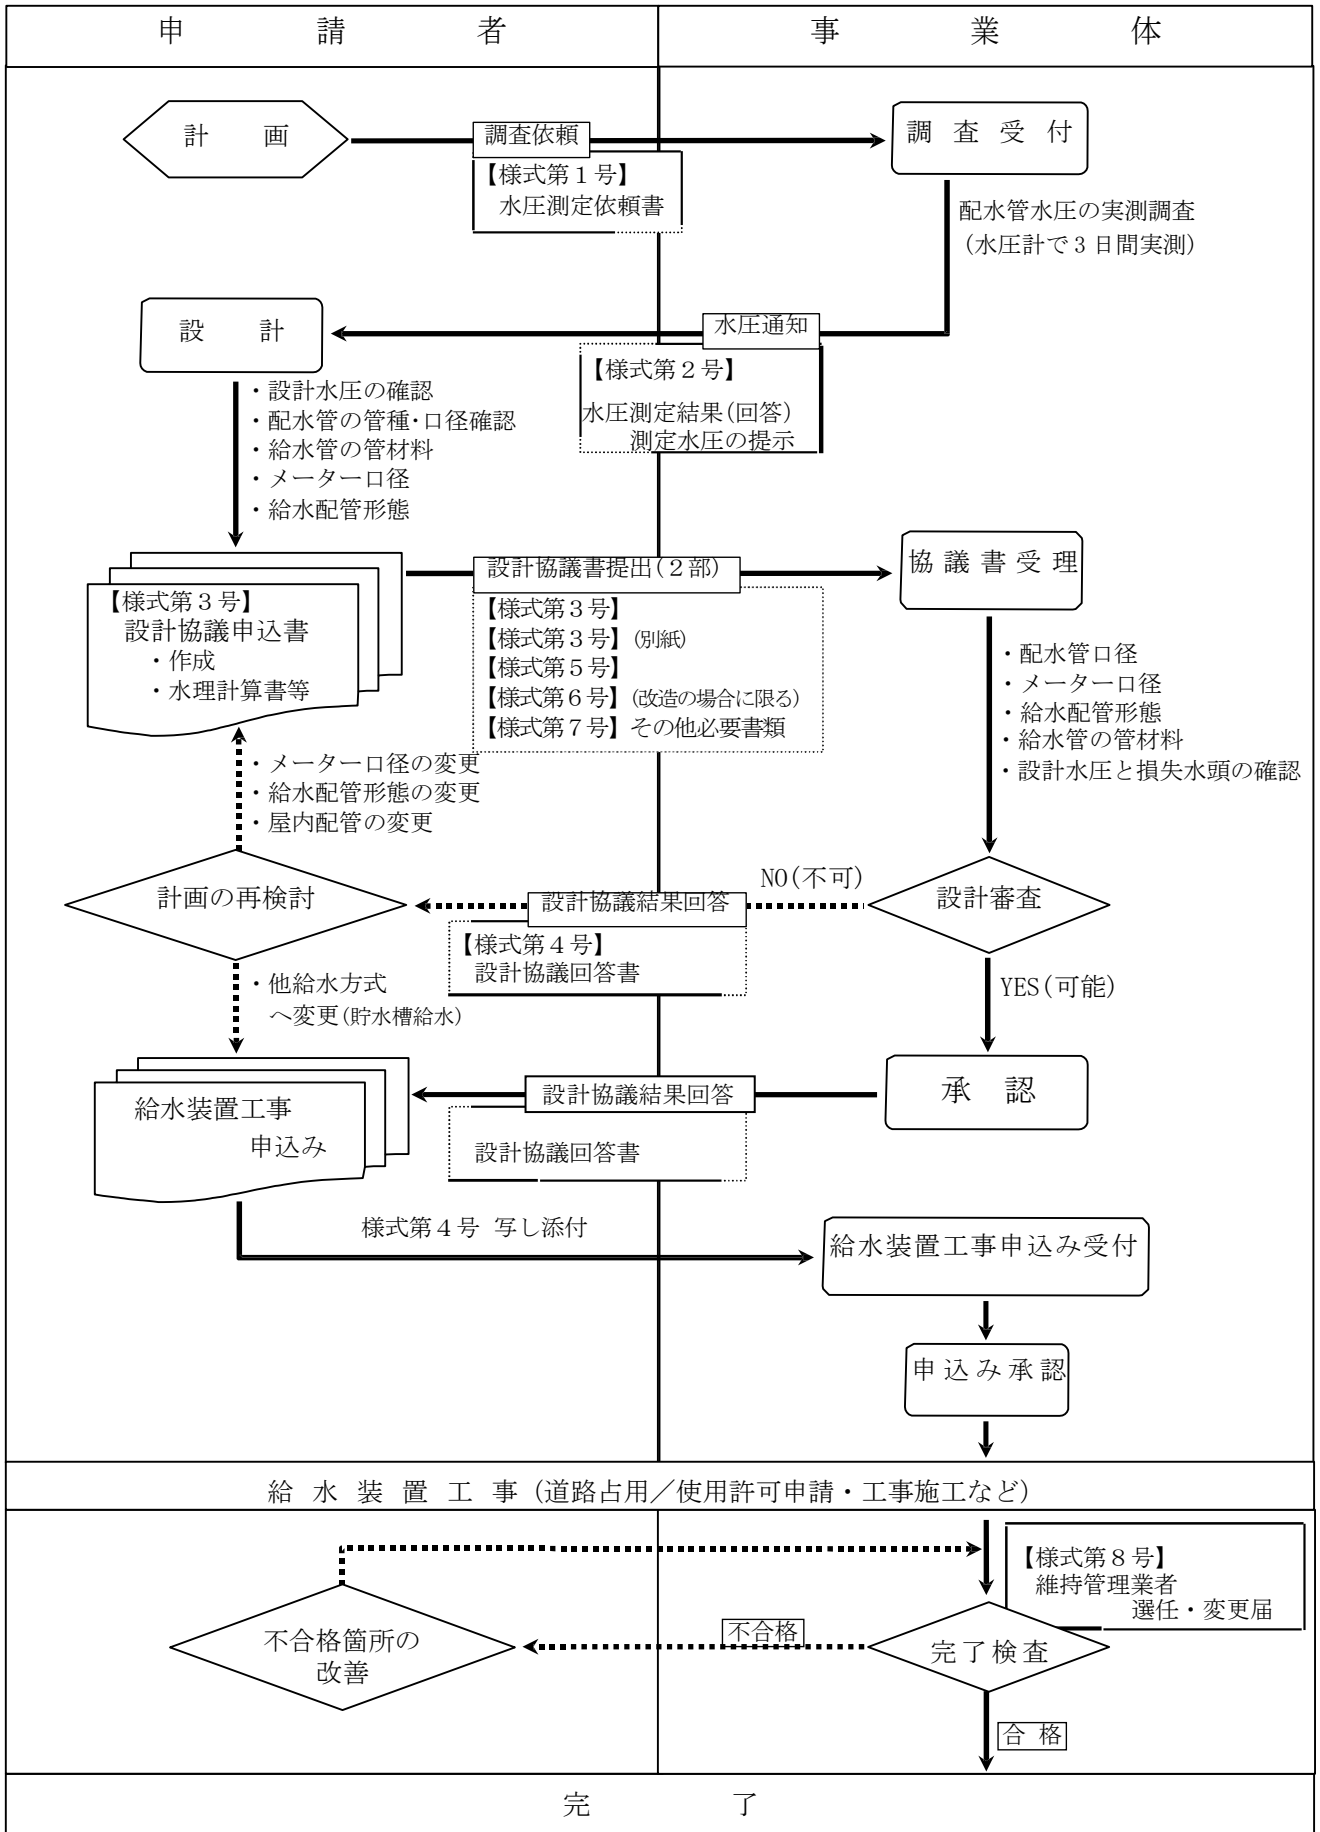 申請者 事業体
計画
調査依頼
調査受付
【様式第1号】
水圧測定依頼書
配水管水圧の実測調査
(水圧計で3日間実測)
設計
水圧通知
【様式第2号】
水圧測定結果(回答)
測定水圧の提示
・設計水圧の確認
・配水管の管種・口径確認
・給水管の管材料
・メーター口径
・給水配管形態
【様式第3号】
設計協議申込書
・作成
・水理計算書等
設計協議書提出(2部)
【様式第3号】
【様式第3号】(別紙)
【様式第5号】
【様式第6号】(改造の場合に限る)
【様式第7号】その他必要書類
協議書受理
・配水管口径
・メーター口径
・給水配管形態
・給水管の管材料
・設計水圧と損失水頭の確認
・メーター口径の変更
・給水配管形態の変更
・屋内配管の変更
計画の再検討
設計協議結果回答
NO(不可)
設計審査
【様式第4号】
設計協議回答書
YES(可能)
・他給水方式
へ変更(貯水槽給水)
給水装置工事
申込み
設計協議結果回答
承認
設計協議回答書
様式第4号 写し添付
給水装置工事申込み受付
申込み承認
給水装置工事(道路占用/使用許可申請・工事施工など)
【様式第8号】
維持管理業者
選任・変更届
不合格箇所の
改善
不合格
完了検査
合格
完了